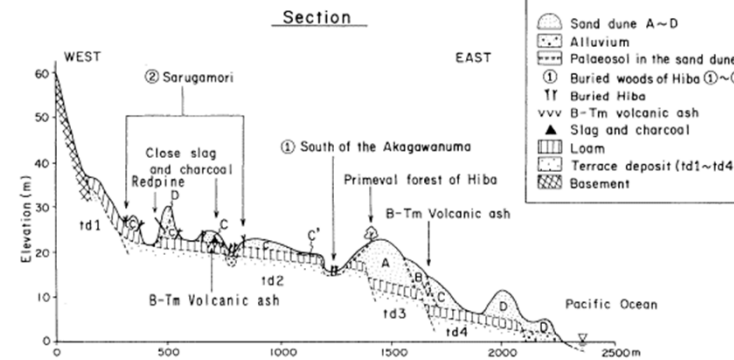 Section
WEST
EAST
② Sarugamori
Close slag
and charcoal
Redpine
① South of the Akagawanuma
Primeval forest of Hiba
B-Tm Volcanic ash
B-Tm Volcanic ash
Elevation (m)
60
50
40
30
20
10
0
td1
td2
td3
td4
C
D
C
C
C'
A
B
C
D
D
Pacific Ocean
0
500
1000
1500
2000
2500m
Sand dune A~D
Alluvium
Palaeosol in the sand dune
① Buried woods of Hiba ①~
Buried Hiba
B-Tm volcanic ash
Slag and charcoal
Loam
Terrace deposit (td1~td4
Basement